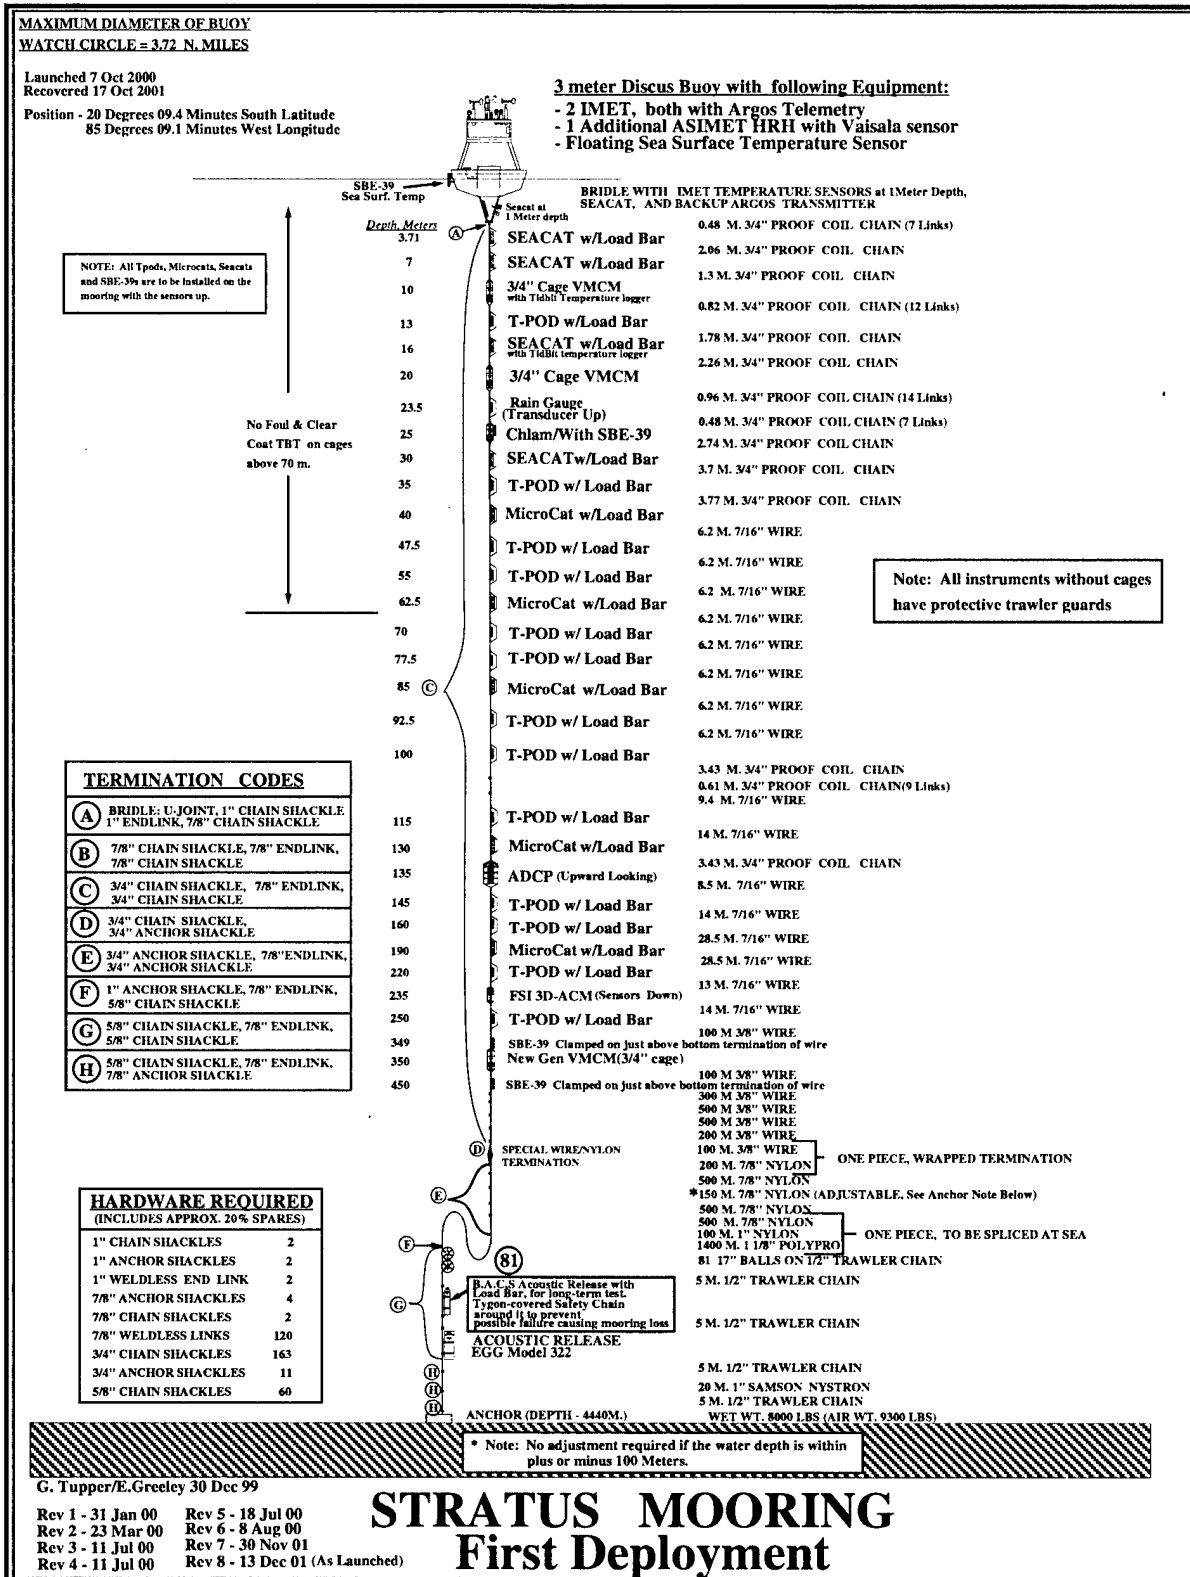 MAXIMUM DIAMETER OF BUOY
WATCH CIRCLE = 3.72 N. MILES
Launched 7 Oct 2000
Recovered 17 Oct 2001
Position - 20 Degrees 09.4 Minutes South Latitude
85 Degrees 09.1 Minutes West Longitude
3 meter Discus Buoy with following Equipment:
- 2 IMET, both with Argos Telemetry
- 1 Additional ASIMET HRH with Vaisala sensor
- Floating Sea Surface Temperature Sensor
SBE-39
Sea Surf. Temp
BRIDLE WITH IMET TEMPERATURE SENSORS at 1Meter Depth,
SEACAT, AND BACKUP ARGOS TRANSMITTER
Seacat at
1 Meter depth
Depth, Meters
A
0.48 M. 3/4" PROOF COIL CHAIN (7 Links)
3.71 SEACAT w/Load Bar
2.06 M. 3/4" PROOF COIL CHAIN
7 SEACAT w/Load Bar
NOTE: All Tpods, Microcats, Seacats
and SBE-39s are to be installed on the
mooring with the sensors up.
1.3 M. 3/4" PROOF COIL CHAIN
10 3/4" Cage VMCM
with Tidbit Temperature logger
0.82 M. 3/4" PROOF COIL CHAIN (12 Links)
13 T-POD w/Load Bar
1.78 M. 3/4" PROOF COIL CHAIN
16 SEACAT w/Load Bar
with TidBit temperature logger
2.26 M. 3/4" PROOF COIL CHAIN
20 3/4" Cage VMCM
0.96 M. 3/4" PROOF COIL CHAIN (14 Links)
23.5 Rain Gauge
(Transducer Up)
0.48 M. 3/4" PROOF COIL CHAIN (7 Links)
25 Chlam/With SBE-39
2.74 M. 3/4" PROOF COIL CHAIN
No Foul & Clear
Coat TBT on cages
above 70 m.
30 SEACATw/Load Bar
3.7 M. 3/4" PROOF COIL CHAIN
35 T-POD w/ Load Bar
3.77 M. 3/4" PROOF COIL CHAIN
40 MicroCat w/Load Bar
6.2 M. 7/16" WIRE
47.5 T-POD w/ Load Bar
6.2 M. 7/16" WIRE
55 T-POD w/ Load Bar
6.2 M. 7/16" WIRE
62.5 MicroCat w/Load Bar
6.2 M. 7/16" WIRE
Note: All instruments without cages
have protective trawler guards
70 T-POD w/ Load Bar
6.2 M. 7/16" WIRE
77.5 T-POD w/ Load Bar
6.2 M. 7/16" WIRE
85 C MicroCat w/Load Bar
6.2 M. 7/16" WIRE
92.5 T-POD w/ Load Bar
6.2 M. 7/16" WIRE
100 T-POD w/ Load Bar
3.43 M. 3/4" PROOF COIL CHAIN
0.61 M. 3/4" PROOF COIL CHAIN(9 Links)
9.4 M. 7/16" WIRE
115 T-POD w/ Load Bar
14 M. 7/16" WIRE
130 MicroCat w/Load Bar
3.43 M. 3/4" PROOF COIL CHAIN
135 ADCP (Upward Looking)
8.5 M. 7/16" WIRE
145 T-POD w/ Load Bar
14 M. 7/16" WIRE
160 T-POD w/ Load Bar
28.5 M. 7/16" WIRE
190 MicroCat w/Load Bar
28.5 M. 7/16" WIRE
220 T-POD w/ Load Bar
13 M. 7/16" WIRE
235 FSI 3D-ACM (Sensors Down)
14 M. 7/16" WIRE
250 T-POD w/ Load Bar
100 M 3/8" WIRE
349 SBE-39 Clamped on just above bottom termination of wire
350 New Gen VMCM(3/4" cage)
100 M 3/8" WIRE
450 SBE-39 Clamped on just above bottom termination of wire
300 M 3/8" WIRE
500 M 3/8" WIRE
500 M 3/8" WIRE
200 M 3/8" WIRE
TERMINATION CODES
A BRIDLE: U-JOINT, 1" CHAIN SHACKLE
1" ENDLINK, 7/8" CHAIN SHACKLE
B 7/8" CHAIN SHACKLE, 7/8" ENDLINK,
7/8" CHAIN SHACKLE
C 3/4" CHAIN SHACKLE, 7/8" ENDLINK,
3/4" CHAIN SHACKLE
D 3/4" CHAIN SHACKLE,
3/4" ANCHOR SHACKLE
E 3/4" ANCHOR SHACKLE, 7/8"ENDLINK,
3/4" ANCHOR SHACKLE
F 1" ANCHOR SHACKLE, 7/8" ENDLINK,
5/8" CHAIN SHACKLE
G 5/8" CHAIN SHACKLE, 7/8" ENDLINK,
5/8" CHAIN SHACKLE
H 5/8" CHAIN SHACKLE, 7/8" ENDLINK,
7/8" ANCHOR SHACKLE
D SPECIAL WIRE/NYLON
TERMINATION
100 M. 3/8" WIRE
200 M. 7/8" NYLON
ONE PIECE, WRAPPED TERMINATION
500 M. 7/8" NYLON
E
*150 M. 7/8" NYLON (ADJUSTABLE, See Anchor Note Below)
500 M. 7/8" NYLON
500 M. 7/8" NYLON
100 M. 1" NYLON
1400 M. 1 1/8" POLYPRO
ONE PIECE, TO BE SPLICED AT SEA
F
81
81 17" BALLS ON 1/2" TRAWLER CHAIN
5 M. 1/2" TRAWLER CHAIN
G
B.A.C.S Acoustic Release with
Load Bar, for long-term test.
Tygon-covered Safety Chain
around it to prevent
possible failure causing mooring loss
5 M. 1/2" TRAWLER CHAIN
ACOUSTIC RELEASE
EGG Model 322
5 M. 1/2" TRAWLER CHAIN
H
20 M. 1" SAMSON NYSTRON
H
5 M. 1/2" TRAWLER CHAIN
H
ANCHOR (DEPTH - 4440M.)
WET WT. 8000 LBS (AIR WT. 9300 LBS)
HARDWARE REQUIRED
(INCLUDES APPROX. 20% SPARES)
1" CHAIN SHACKLES 2
1" ANCHOR SHACKLES 2
1" WELDLESS END LINK 2
7/8" ANCHOR SHACKLES 4
7/8" CHAIN SHACKLES 2
7/8" WELDLESS LINKS 120
3/4" CHAIN SHACKLES 163
3/4" ANCHOR SHACKLES 11
5/8" CHAIN SHACKLES 60
* Note: No adjustment required if the water depth is within
plus or minus 100 Meters.
G. Tupper/E.Greeley 30 Dec 99
Rev 1 - 31 Jan 00 Rev 5 - 18 Jul 00
Rev 2 - 23 Mar 00 Rev 6 - 8 Aug 00
Rev 3 - 11 Jul 00 Rev 7 - 30 Nov 01
Rev 4 - 11 Jul 00 Rev 8 - 13 Dec 01 (As Launched)
STRATUS MOORING
First Deployment